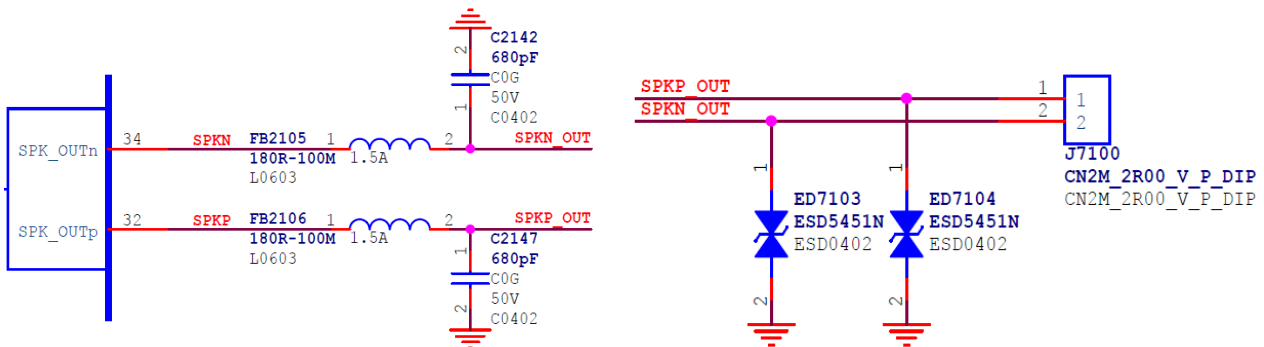 2
C2142
680pF
C0G
50V
1
C0402
34
SPKN
FB2105
1
2
SPKN_OUT
SPK_OUTn
180R-100M
1.5A
L0603
32
SPKP
FB2106
1
2
SPKP_OUT
SPK_OUTp
180R-100M
1.5A
L0603
C2147
1
680pF
C0G
50V
2
C0402
SPKP_OUT
1
1
SPKN_OUT
2
2
J7100
CN2M_2R00_V_P_DIP
CN2M_2R00_V_P_DIP
1
ED7103
ESD5451N
ESD0402
2
1
ED7104
ESD5451N
ESD0402
2